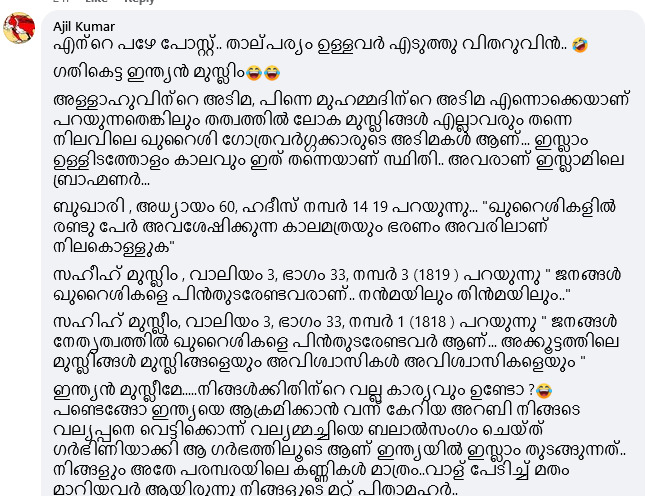 Ajil Kumar
എന്റെ പഴേ പോസ്റ്റ്.. താല്പര്യം ഉള്ളവർ എടുത്തു വിതറുവിൻ.. 🤣
ഗതികെട്ട ഇന്ത്യൻ മുസ്ലിം😂😂
അള്ളാഹുവിന്റെ അടിമ, പിന്നെ മുഹമ്മദിന്റെ അടിമ എന്നൊക്കെയാണ്
പറയുന്നതെങ്കിലും തത്വത്തിൽ ലോക മുസ്ലിങ്ങൾ എല്ലാവരും തന്നെ
നിലവിലെ ഖുറൈശി ഗോത്രവർഗ്ഗക്കാരുടെ അടിമകൾ ആണ്... ഇസ്ലാം
ഉള്ളിടത്തോളം കാലവും ഇത് തന്നെയാണ് സ്ഥിതി.. അവരാണ് ഇസ്ലാമിലെ
ബ്രാഹ്മണർ...
ബുഖാരി , അധ്യായം 60, ഹദീസ് നമ്പർ 14 19 പറയുന്നു... "ഖുറൈശികളിൽ
രണ്ടു പേർ അവശേഷിക്കുന്ന കാലമത്രയും ഭരണം അവരിലാണ്
നിലകൊള്ളുക"
സഹീഹ് മുസ്ലിം , വാലിയം 3, ഭാഗം 33, നമ്പർ 3 (1819 ) പറയുന്നു " ജനങ്ങൾ
ഖുറൈശികളെ പിൻതുടരേണ്ടവരാണ്.. നൻമയിലും തിൻമയിലും.."
സഹിഹ് മുസ്ലീം, വാലിയം 3, ഭാഗം 33, നമ്പർ 1 (1818 ) പറയുന്നു " ജനങ്ങൾ
നേതൃത്വത്തിൽ ഖുറൈശികളെ പിൻതുടരേണ്ടവർ ആണ്... അക്കൂട്ടത്തിലെ
മുസ്ലിങ്ങൾ മുസ്ലിങ്ങളെയും അവിശ്വാസികൾ അവിശ്വാസികളെയും "
ഇന്ത്യൻ മുസ്ലീമേ.....നിങ്ങൾക്കിതിന്റെ വല്ല കാര്യവും ഉണ്ടോ ?😂
പണ്ടെങ്ങോ ഇന്ത്യയെ ആക്രമിക്കാൻ വന്ന് കേറിയ അറബി നിങ്ങടെ
വല്യപ്പനെ വെട്ടിക്കൊന്ന് വല്യമ്മച്ചിയെ ബലാൽസംഗം ചെയ്ത്
ഗർഭിണിയാക്കി ആ ഗർഭത്തിലൂടെ ആണ് ഇന്ത്യയിൽ ഇസ്ലാം തുടങ്ങുന്നത്..
നിങ്ങളും അതേ പരമ്പരയിലെ കണ്ണികൾ മാത്രം..വാള് പേടിച്ച് മതം
മാറിയവർ ആയിരുന്നു നിങ്ങളുടെ മറ്റ് പിതാമഹർ..